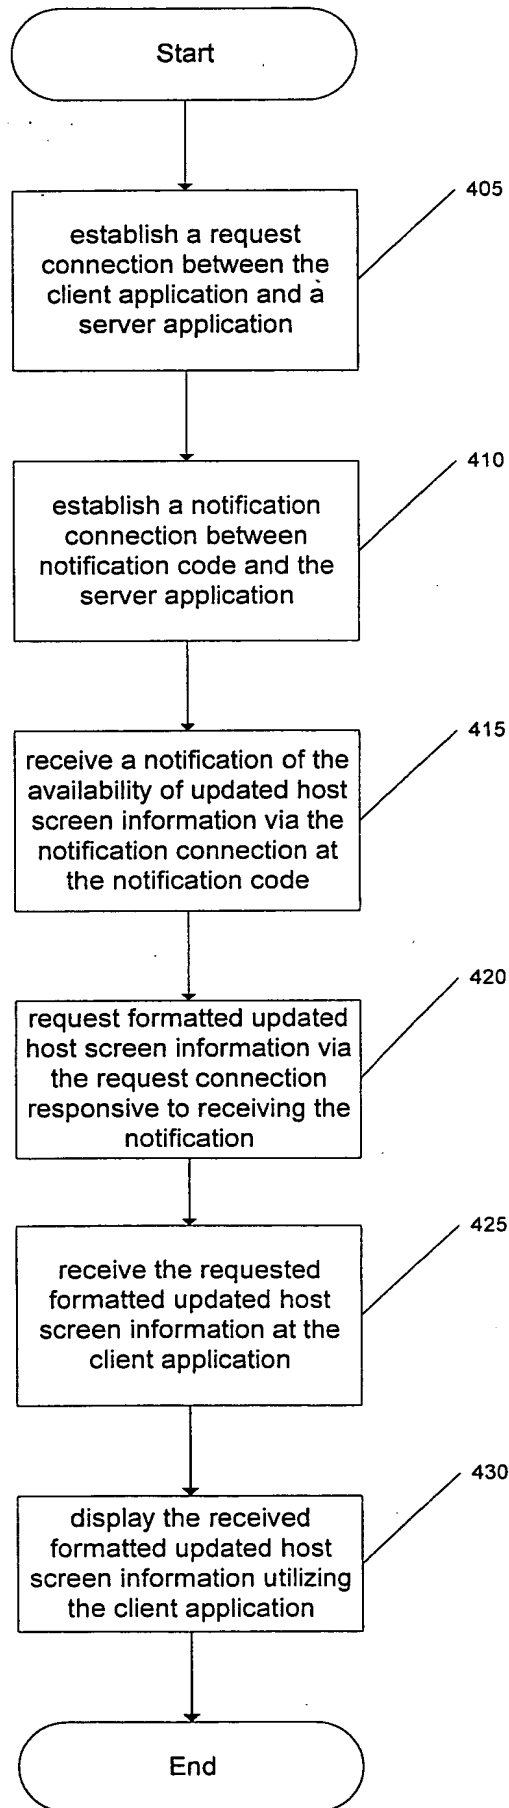 Start
405
establish a request
connection between the
client application and a
server application
410
establish a notification
connection between
notification code and the
server application
415
receive a notification of the
availability of updated host
screen information via the
notification connection at
the notification code
420
request formatted updated
host screen information via
the request connection
responsive to receiving the
notification
425
receive the requested
formatted updated host
screen information at the
client application
430
display the received
formatted updated host
screen information utilizing
the client application
End